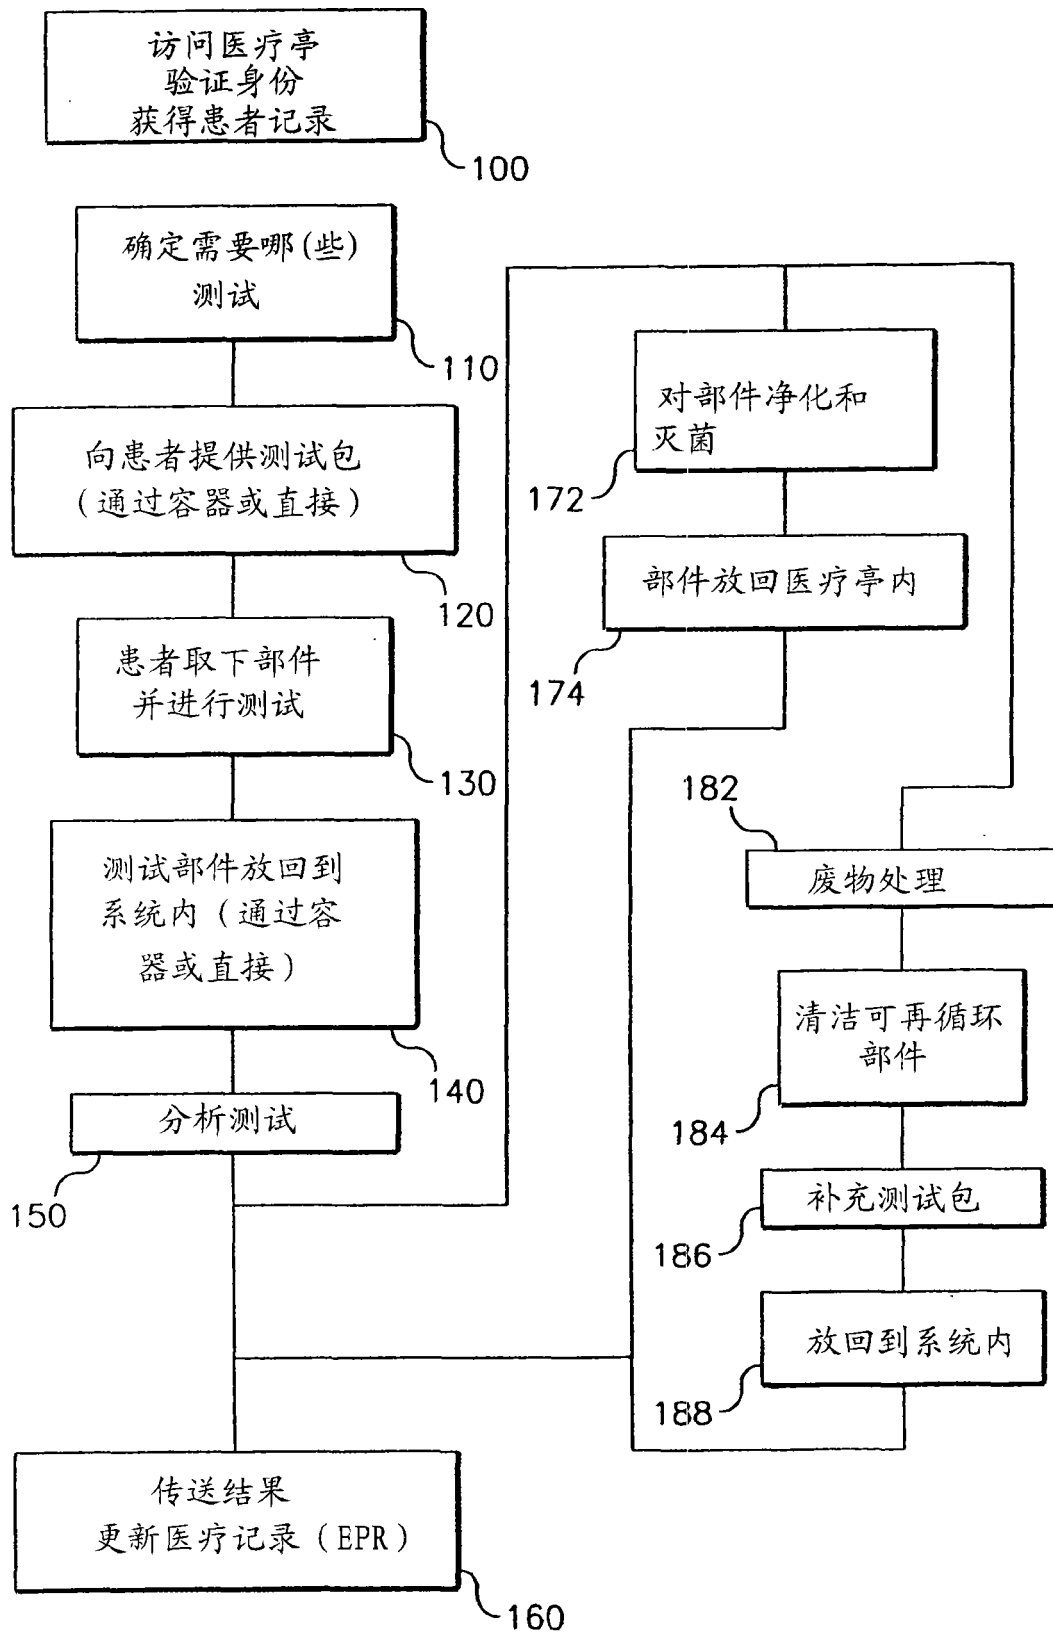 访问医疗亭
验证身份
获得患者记录
100
确定需要哪(些)
测试
110
向患者提供测试包
(通过容器或直接)
120
患者取下部件
并进行测试
130
测试部件放回到
系统内(通过容
器或直接)
140
分析测试
150
传送结果
更新医疗记录(EPR)
160
对部件净化和
灭菌
172
部件放回医疗亭内
174
182
废物处理
清洁可再循环
部件
184
补充测试包
186
放回到系统内
188